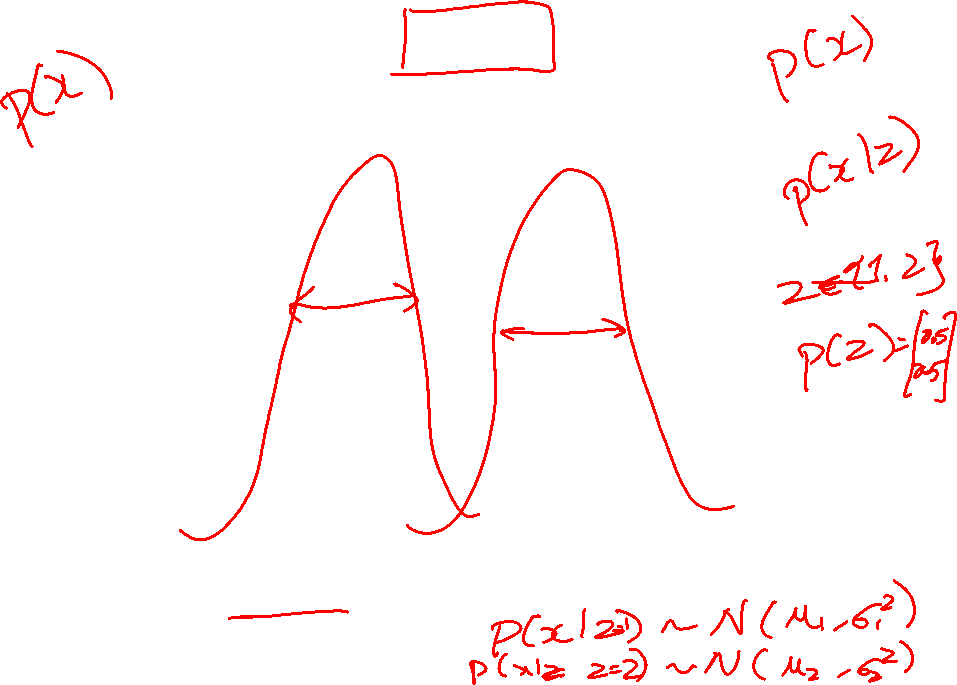 p(x)
p(x)
p(x|z)
z∈{1,2}
p(z)=[0.5 0.5]
p(x|z=1) ~ N(μ₁, σ₁²)
p(x|z z=2) ~ N(μ₂, σ₂²)